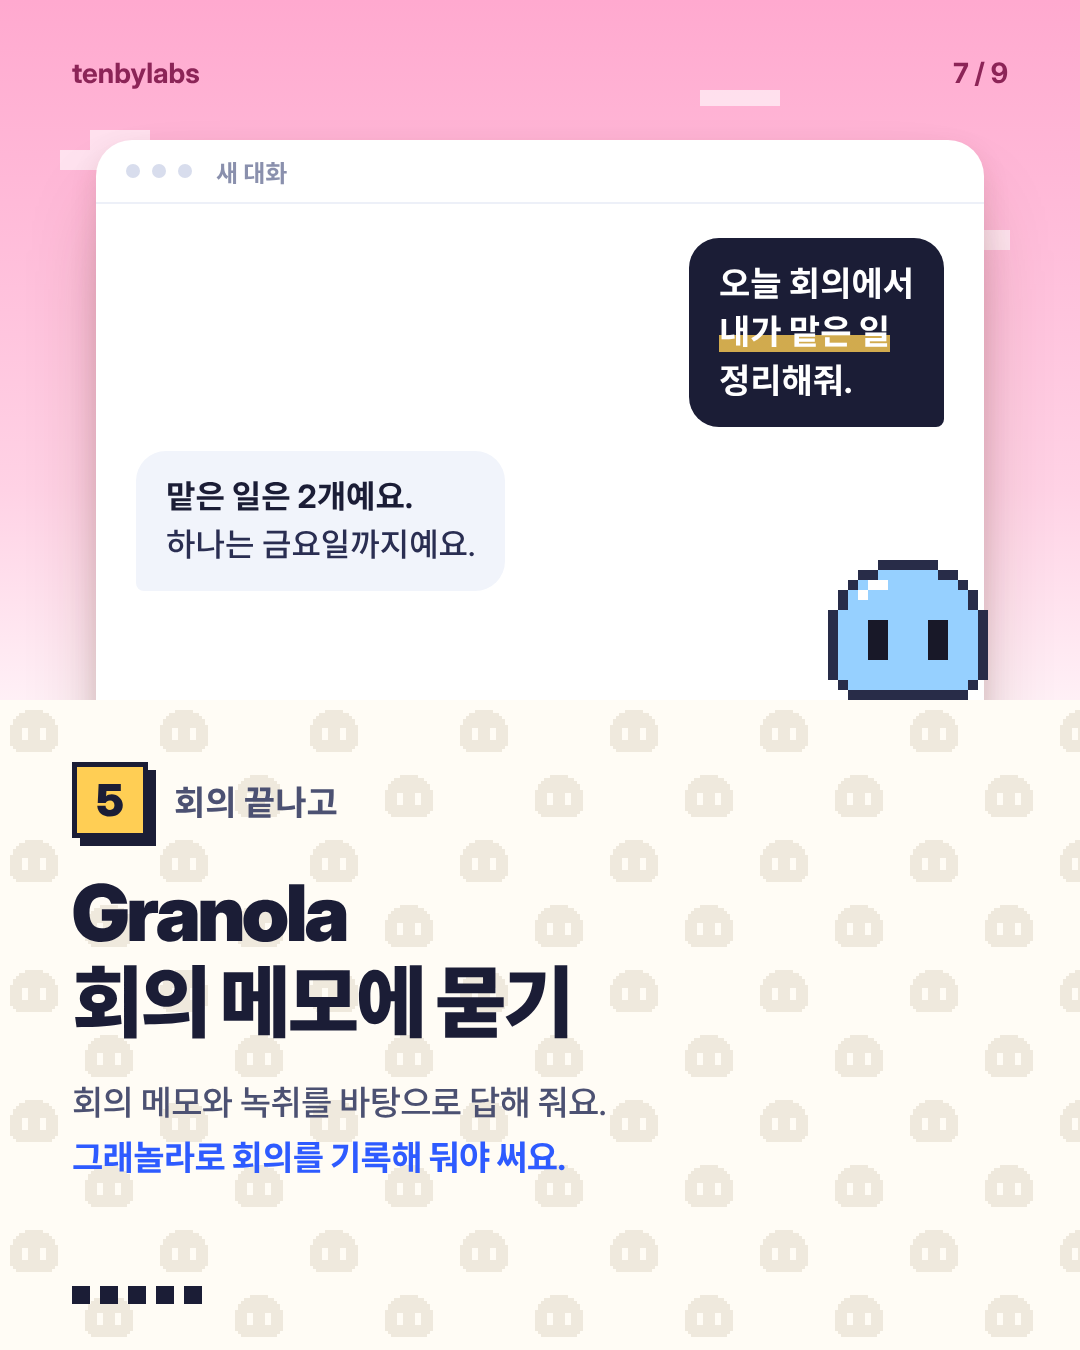 tenbylabs
7 / 9
새 대화
오늘 회의에서
내가 맡은 일
정리해줘.
맡은 일은 2개예요.
하나는 금요일까지예요.
5
회의 끝나고
Granola
회의 메모에 묻기
회의 메모와 녹취를 바탕으로 답해 줘요.
그래놀라로 회의를 기록해 둬야 써요.